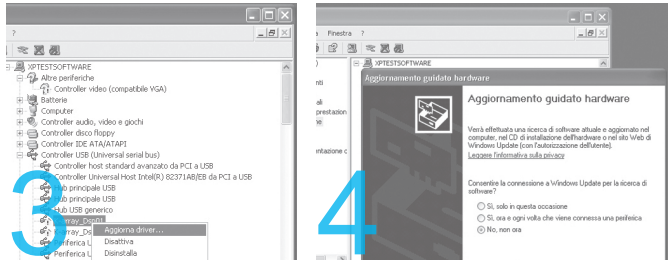 ?
XPTESTSOFTWARE
Altre periferiche
Controller video (compatibile VGA)
Batterie
Computer
Controller audio, video e giochi
Controller disco floppy
Controller IDE ATA/ATAPI
Controller USB (Universal serial bus)
Controller host standard avanzato da PCI a USB
Controller Universal Host Intel(R) 82371AB/EB da PCI a USB
Hub principale USB
Hub principale USB
Hub USB generico
array_Dsp01
array_Ds
Periferica U
Periferica U
Aggiorna driver...
Disattiva
Disinstalla
3
Finestra ?
XPTESTSOFTWARE
Aggiornamento guidato hardware
Aggiornamento guidato hardware
Verrà effettuata una ricerca di software attuale e aggiornato nel
computer, nel CD di installazione dell'hardware o nel sito Web di
Windows Update (con l'autorizzazione dell'utente).
Leggere l'informativa sulla privacy
Consentire la connessione a Windows Update per la ricerca di
software?
Sì, solo in questa occasione
Sì, ora e ogni volta che viene connessa una periferica
No, non ora
4